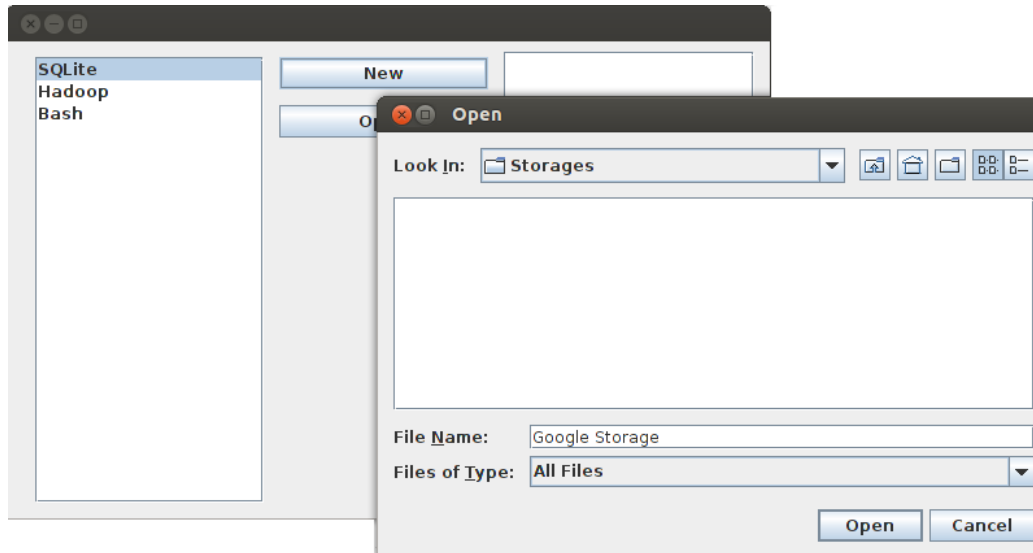 SQLite
Hadoop
Bash
New
Op
Open
Look In:
Storages
File Name:
Google Storage
Files of Type:
All Files
Open
Cancel